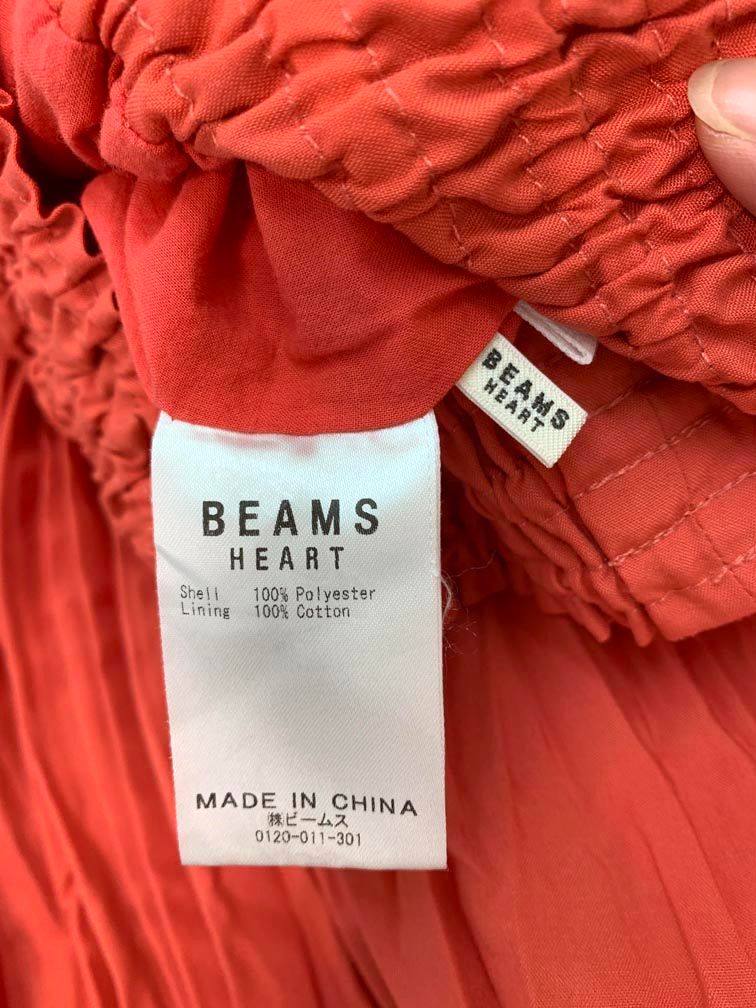 BEAMS
HEART
BEAMS
HEART
Shell 100% Polyester
Lining 100% Cotton
MADE IN CHINA
㈱ビームス
0120-011-301